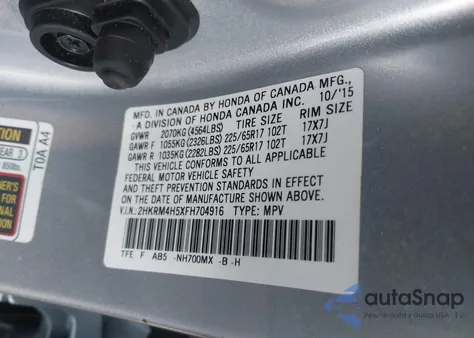 MFD. IN CANADA BY HONDA OF CANADA MFG.,
- A DIVISION OF HONDA CANADA INC. 10/'15
GVWR 2070KG (4564LBS) TIRE SIZE RIM SIZE
GAWR F 1055KG (2326LBS) 225/65R17 102T 17X7J
GAWR R 1035KG (2282LBS) 225/65R17 102T 17X7J
THIS VEHICLE CONFORMS TO ALL APPLICABLE
FEDERAL MOTOR VEHICLE SAFETY AND
THEFT PREVENTION STANDARDS IN EFFECT
ON THE DATE OF MANUFACTURE SHOWN ABOVE.
V.I.N.: 2HKRM4H5XFH704916 TYPE: MPV
TFE F AB5 -NH700MX -B -H
T0A A4
autoSnap